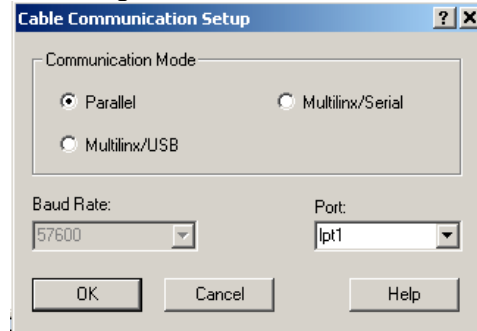 Cable Communication Setup
Communication Mode
Parallel Multilinx/Serial
Multilinx/USB
Baud Rate: Port:
57600 lpt1
OK Cancel Help